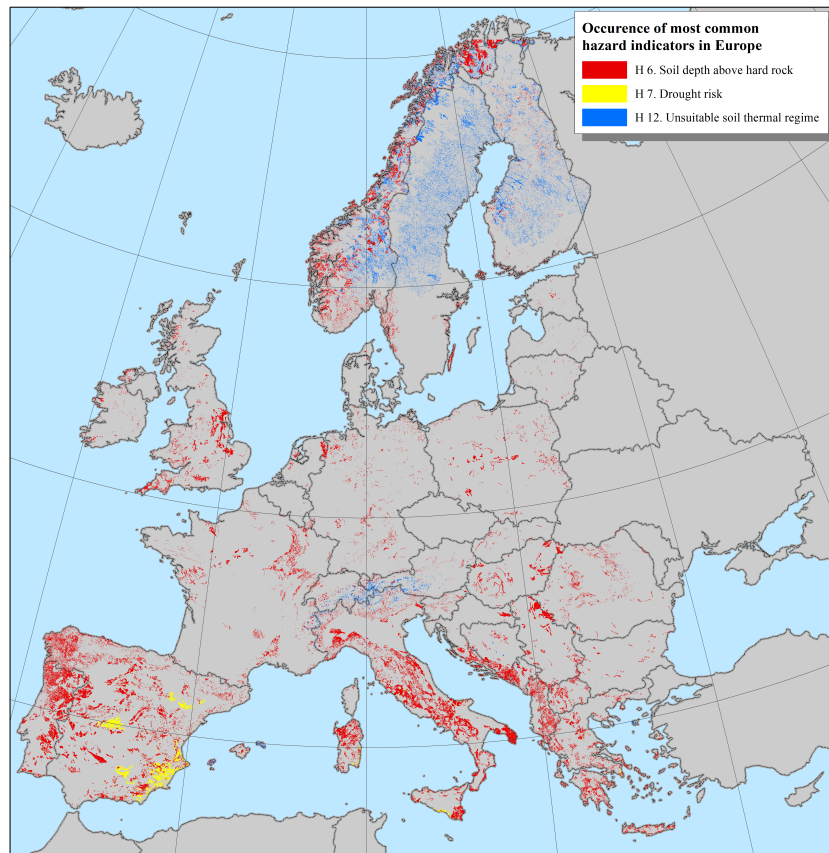 Occurence of most common
hazard indicators in Europe
H 6. Soil depth above hard rock
H 7. Drought risk
H 12. Unsuitable soil thermal regime